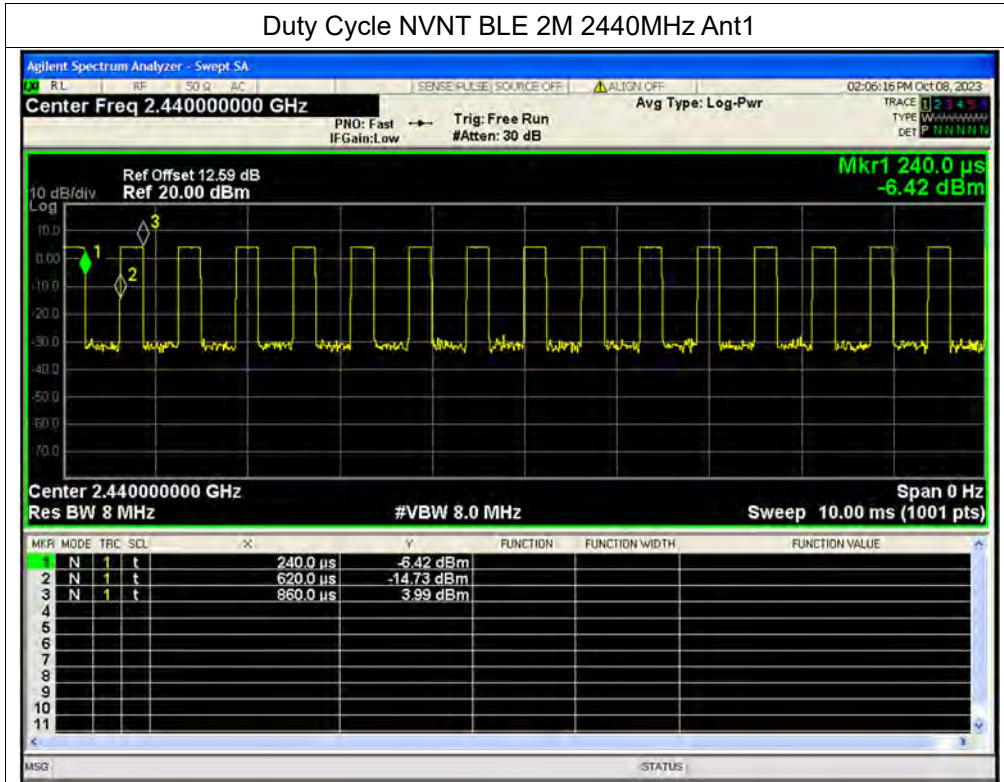 Duty Cycle NVNT BLE 2M 2440MHz Ant1
Agilent Spectrum Analyzer - Swept SA
LXI RL RF 50 Ω AC SENSE:PULSE SOURCE OFF ALIGN OFF 02:06:16 PM Oct 08, 2023
Center Freq 2.440000000 GHz
Avg Type: Log-Pwr
TRACE 1 2 3 4 5 6
PNO: Fast Trig: Free Run
TYPE W
IFGain:Low #Atten: 30 dB
DET P N N N N N
Mkr1 240.0 µs
-6.42 dBm
Ref Offset 12.59 dB
10 dB/div Ref 20.00 dBm
Log
10.0
0.00
-10.0
-20.0
-30.0
-40.0
-50.0
-60.0
-70.0
1
2
3
Center 2.440000000 GHz Span 0 Hz
Res BW 8 MHz #VBW 8.0 MHz Sweep 10.00 ms (1001 pts)
MKR MODE TRC SCL X Y FUNCTION FUNCTION WIDTH FUNCTION VALUE
1 N 1 t 240.0 µs -6.42 dBm
2 N 1 t 620.0 µs -14.73 dBm
3 N 1 t 860.0 µs 3.99 dBm
4
5
6
7
8
9
10
11
MSG STATUS